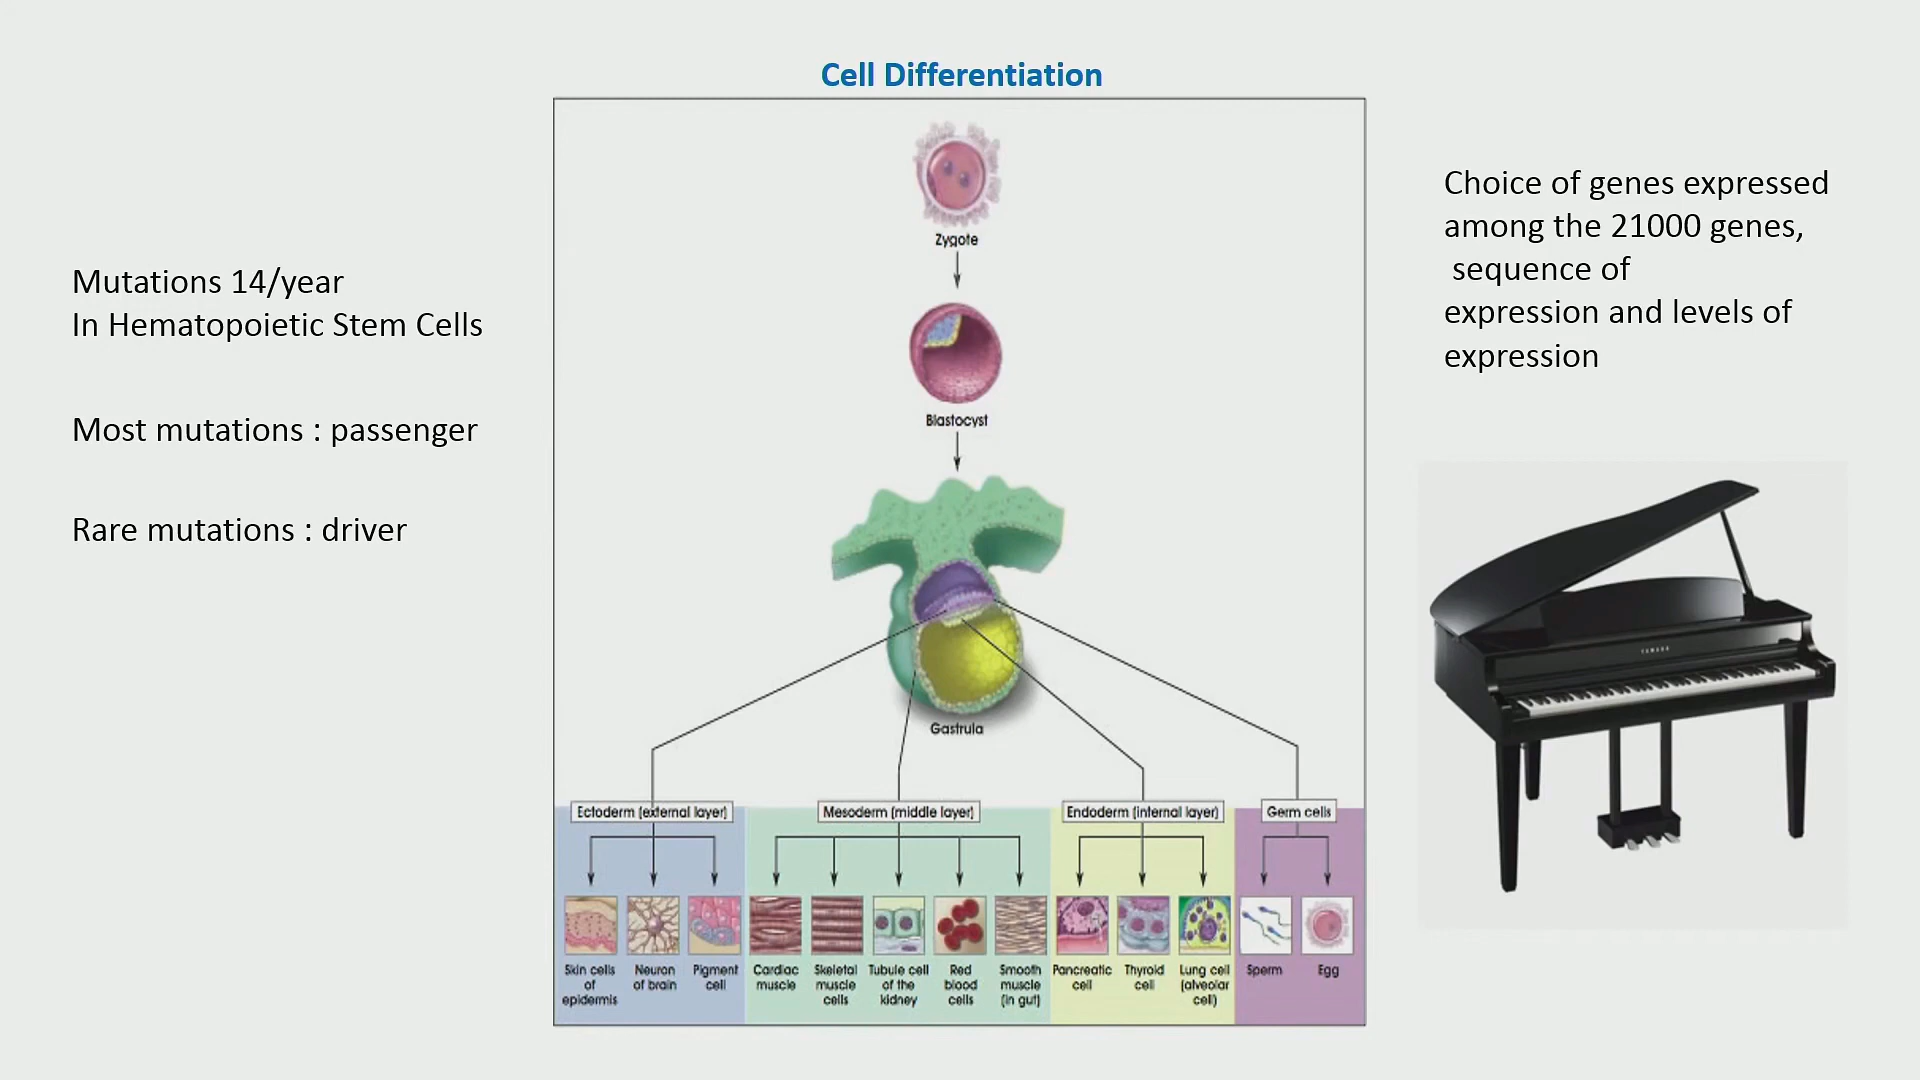 Cell Differentiation
Mutations 14/year
In Hematopoietic Stem Cells
Most mutations : passenger
Rare mutations : driver
Zygote
Blastocyst
Gastrula
Ectoderm (external layer)
Mesoderm (middle layer)
Endoderm (internal layer)
Germ cells
Skin cells
of
epidermis
Neuron
of brain
Pigment
cell
Cardiac
muscle
Skeletal
muscle
cells
Tubule cell
of the
kidney
Red
blood
cells
Smooth
muscle
(in gut)
Pancreatic
cell
Thyroid
cell
Lung cell
(alveolar
cell)
Sperm
Egg
Choice of genes expressed
among the 21000 genes,
sequence of
expression and levels of
expression
YAMAHA